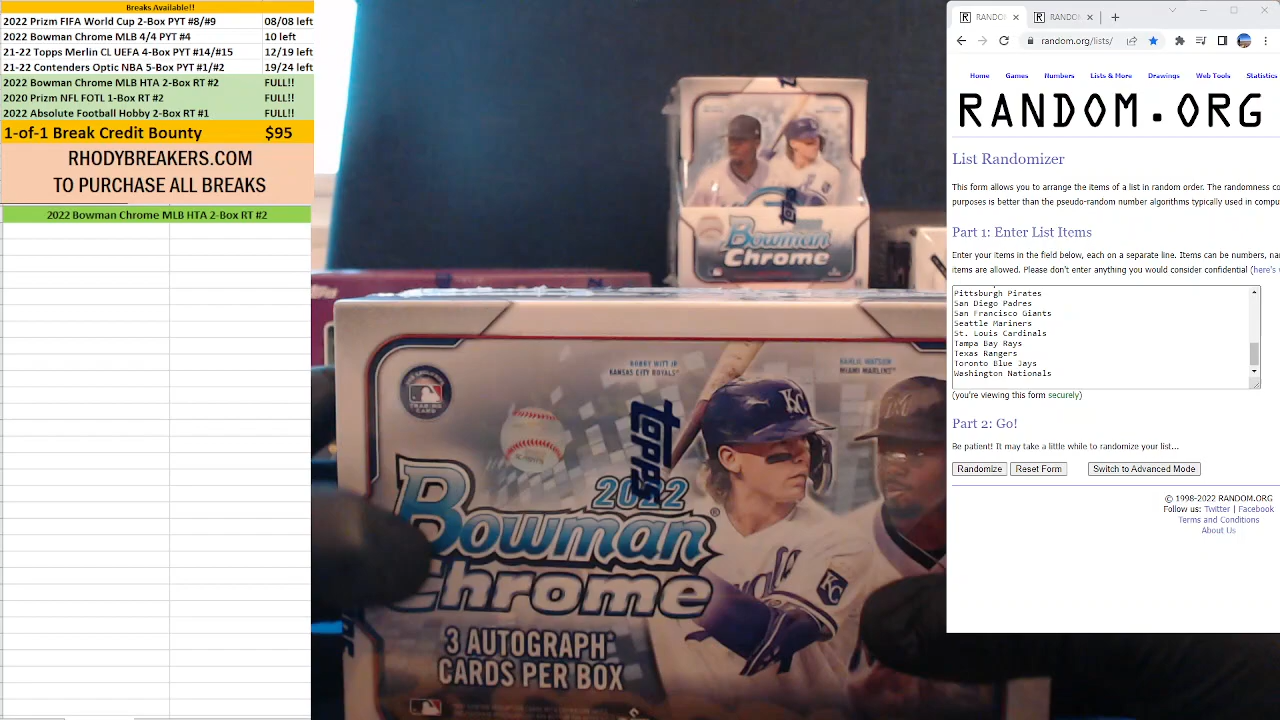 Breaks Available!!
2022 Prizm FIFA World Cup 2-Box PYT #8/#9 08/08 left
2022 Bowman Chrome MLB 4/4 PYT #4 10 left
21-22 Topps Merlin CL UEFA 4-Box PYT #14/#15 12/19 left
21-22 Contenders Optic NBA 5-Box PYT #1/#2 19/24 left
2022 Bowman Chrome MLB HTA 2-Box RT #2 FULL!!
2020 Prizm NFL FOTL 1-Box RT #2 FULL!!
2022 Absolute Football Hobby 2-Box RT #1 FULL!!
1-of-1 Break Credit Bounty $95
RHODYBREAKERS.COM
TO PURCHASE ALL BREAKS
2022 Bowman Chrome MLB HTA 2-Box RT #2
Bowman
Chrome
BOBBY WITT JR.
KANSAS CITY ROYALS
KAHLIL WATSON
MIAMI MARLINS
topps
2022
Bowman
Chrome
3 AUTOGRAPH
CARDS PER BOX
KC
RANDOM
RANDOM
random.org/lists/
Home Games Numbers Lists & More Drawings Web Tools Statistics
RANDOM.ORG
List Randomizer
This form allows you to arrange the items of a list in random order. The randomness co
purposes is better than the pseudo-random number algorithms typically used in compu
Part 1: Enter List Items
Enter your items in the field below, each on a separate line. Items can be numbers, na
items are allowed. Please don't enter anything you would consider confidential (here's
Pittsburgh Pirates
San Diego Padres
San Francisco Giants
Seattle Mariners
St. Louis Cardinals
Tampa Bay Rays
Texas Rangers
Toronto Blue Jays
Washington Nationals
(you're viewing this form securely)
Part 2: Go!
Be patient! It may take a little while to randomize your list...
Randomize Reset Form Switch to Advanced Mode
© 1998-2022 RANDOM.ORG
Follow us: Twitter | Facebook
Terms and Conditions
About Us